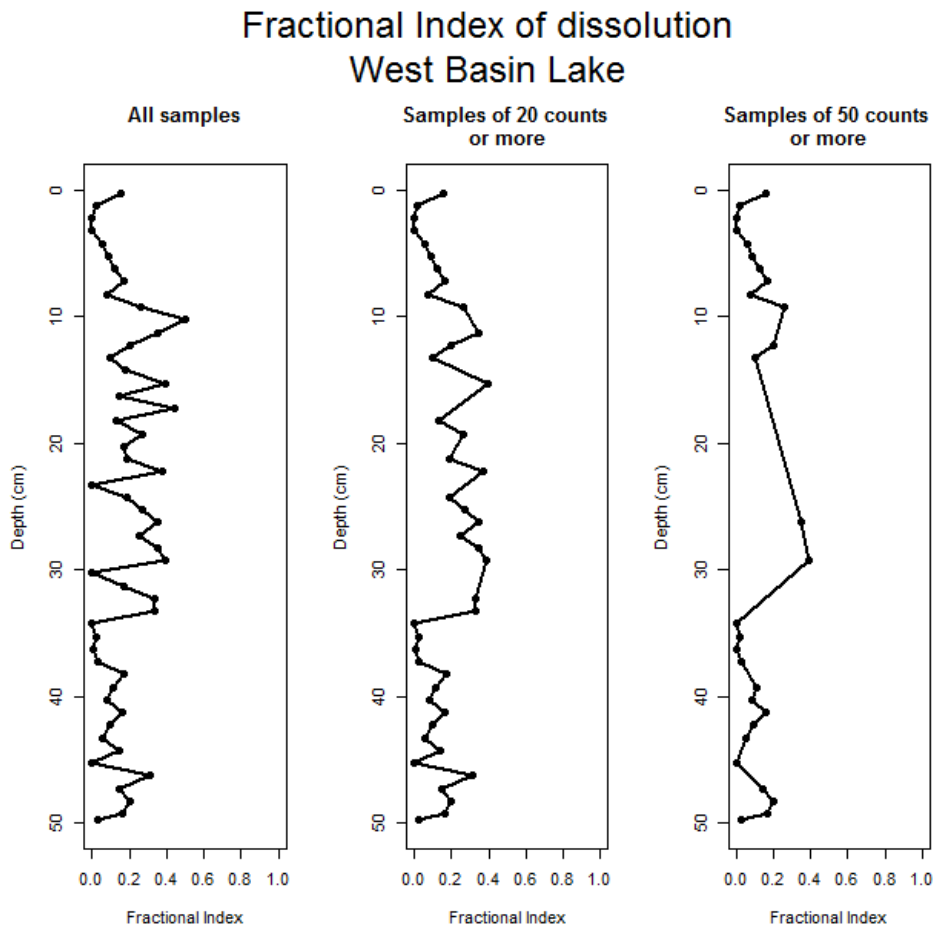 Fractional Index of dissolution
West Basin Lake
All samples
Samples of 20 counts
or more
Samples of 50 counts
or more
0
10
20
30
40
50
Depth (cm)
0.0 0.2 0.4 0.6 0.8 1.0
Fractional Index
0
10
20
30
40
50
Depth (cm)
0.0 0.2 0.4 0.6 0.8 1.0
Fractional Index
0
10
20
30
40
50
Depth (cm)
0.0 0.2 0.4 0.6 0.8 1.0
Fractional Index